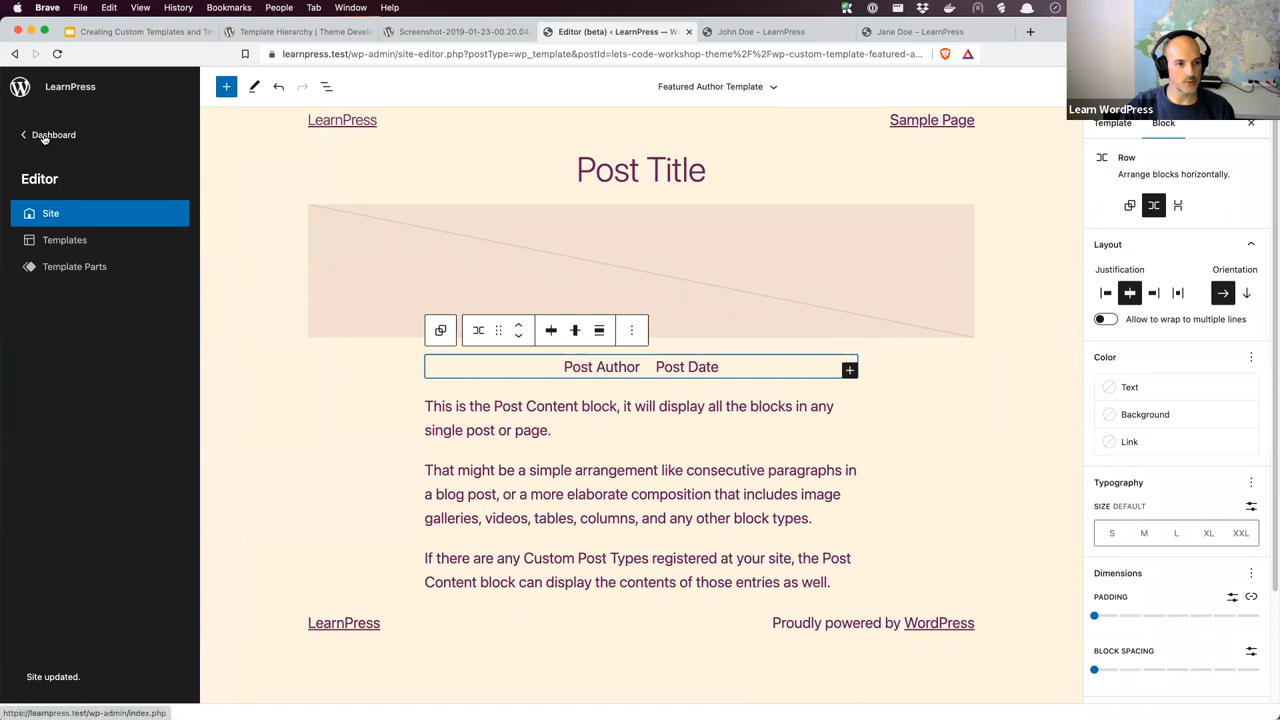 Brave File Edit View History Bookmarks People Tab Window Help
Creating Custom Templates and Te
Template Hierarchy | Theme Develo
Screenshot-2019-01-23-00.20.04.
Editor (beta) ‹ LearnPress — Wo
John Doe – LearnPress
Jane Doe – LearnPress
learnpress.test/wp-admin/site-editor.php?postType=wp_template&postId=lets-code-workshop-theme%2F%2Fwp-custom-template-featured-a...
Learn WordPress
LearnPress
Dashboard
Editor
Site
Templates
Template Parts
Site updated.
https://learnpress.test/wp-admin/index.php
Featured Author Template
LearnPress
Sample Page
Post Title
Post Author Post Date
This is the Post Content block, it will display all the blocks in any
single post or page.
That might be a simple arrangement like consecutive paragraphs in
a blog post, or a more elaborate composition that includes image
galleries, videos, tables, columns, and any other block types.
If there are any Custom Post Types registered at your site, the Post
Content block can display the contents of those entries as well.
LearnPress
Proudly powered by WordPress
Template Block
Row
Arrange blocks horizontally.
Layout
Justification Orientation
Allow to wrap to multiple lines
Color
Text
Background
Link
Typography
SIZE DEFAULT
S M L XL XXL
Dimensions
PADDING
BLOCK SPACING